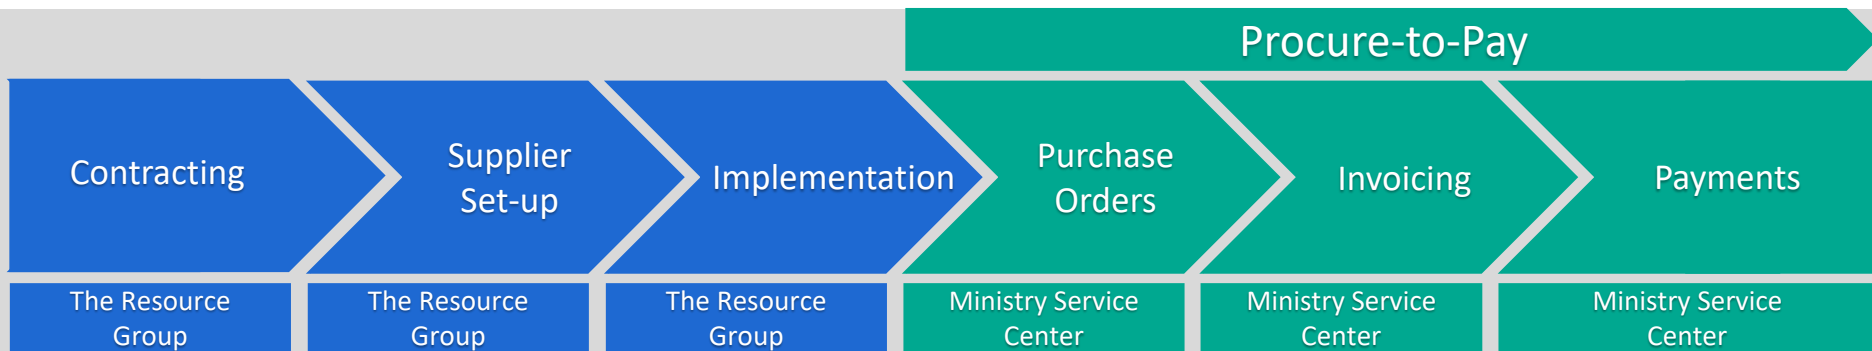 Procure-to-Pay
Contracting
Supplier
Set-up
Implementation
Purchase
Orders
Invoicing
Payments
The Resource
Group
The Resource
Group
The Resource
Group
Ministry Service
Center
Ministry Service
Center
Ministry Service
Center